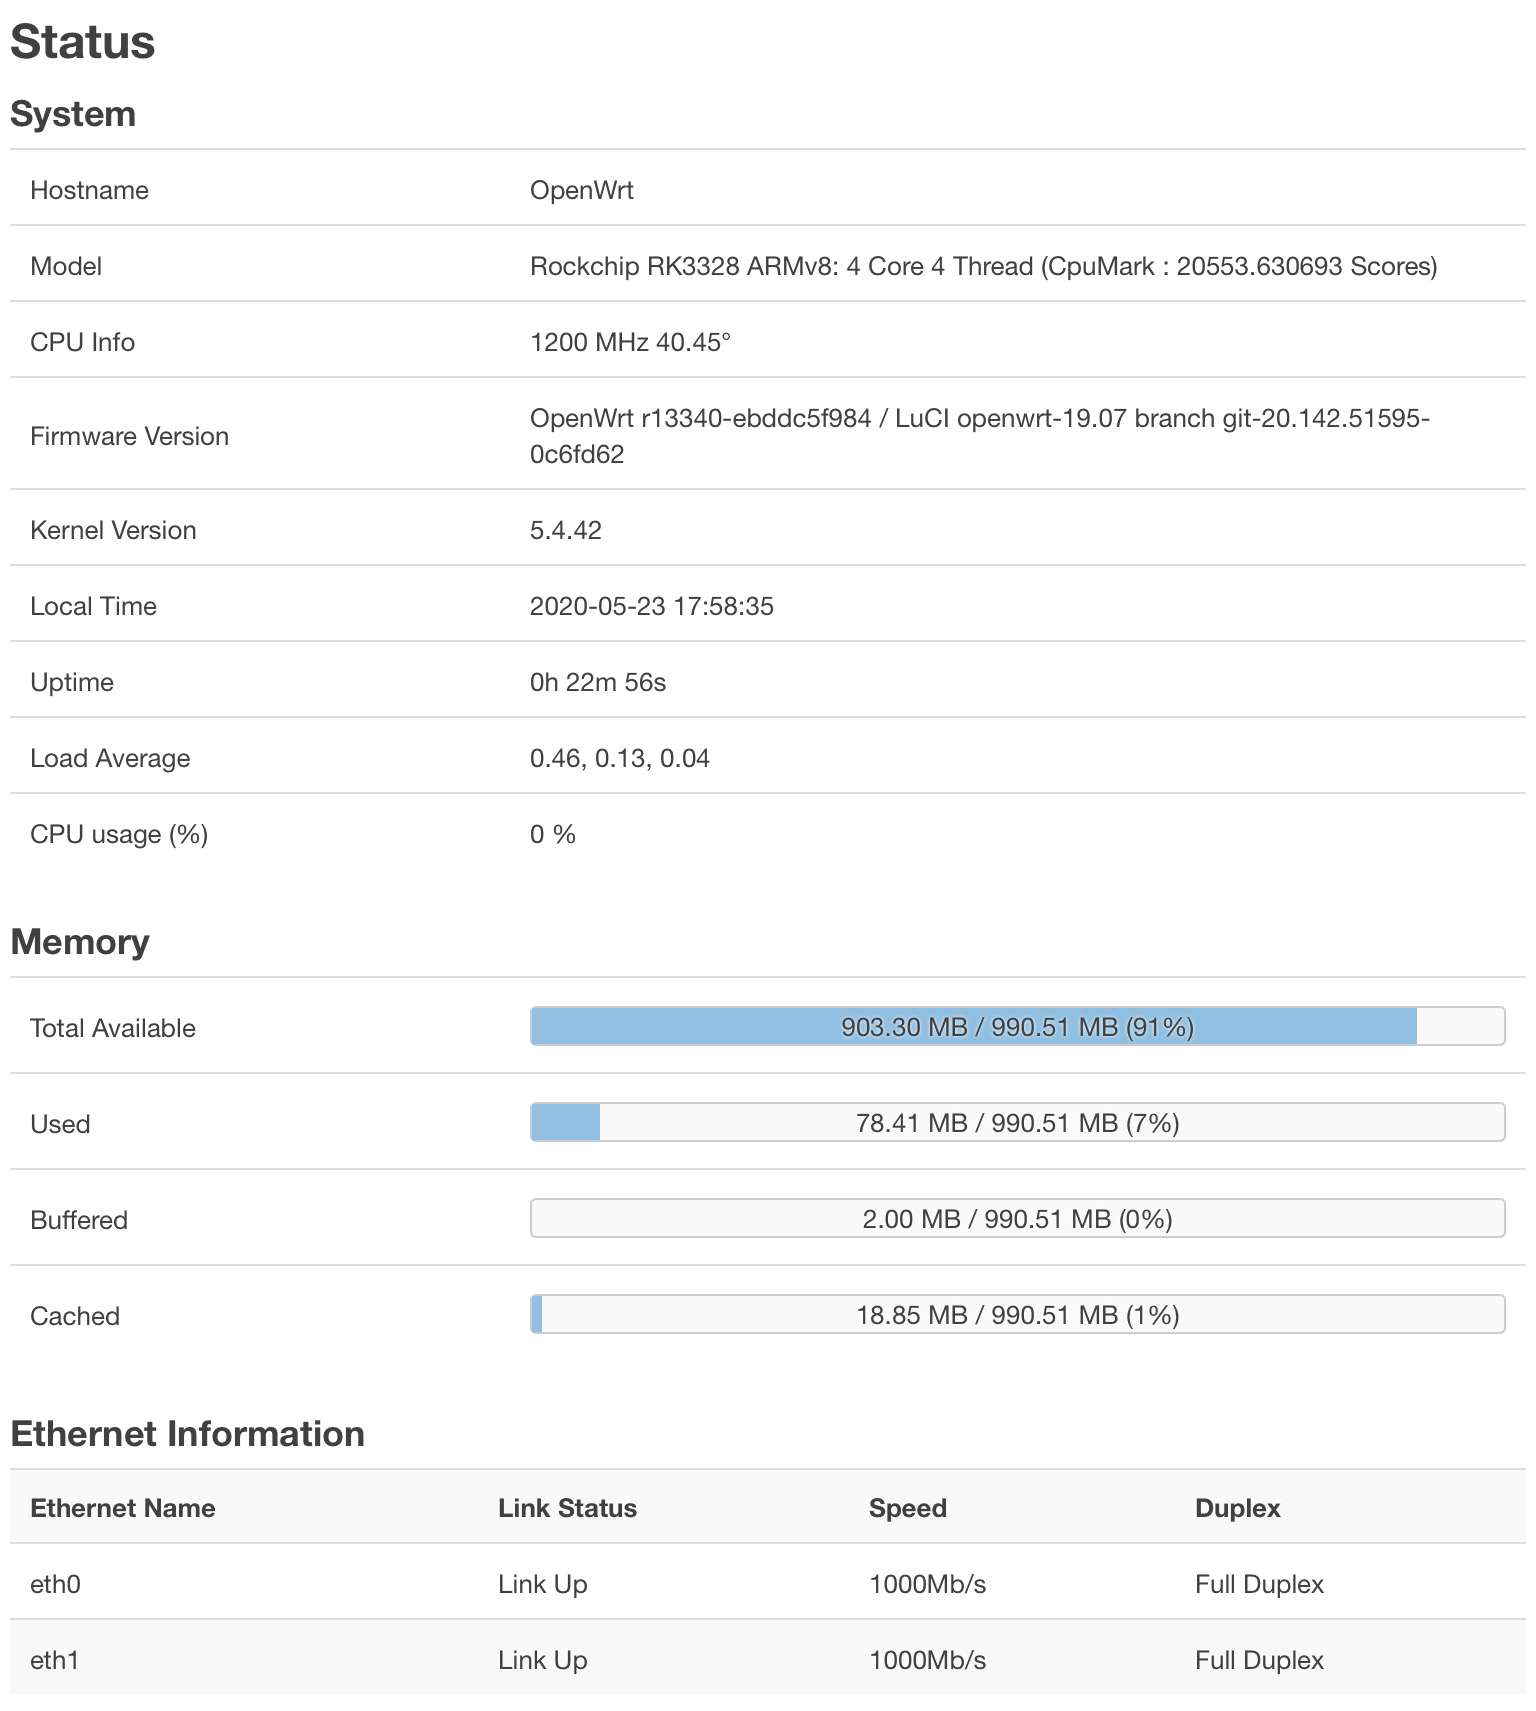 Status
System
Hostname OpenWrt
Model Rockchip RK3328 ARMv8: 4 Core 4 Thread (CpuMark : 20553.630693 Scores)
CPU Info 1200 MHz 40.45°
Firmware Version OpenWrt r13340-ebddc5f984 / LuCI openwrt-19.07 branch git-20.142.51595-
0c6fd62
Kernel Version 5.4.42
Local Time 2020-05-23 17:58:35
Uptime 0h 22m 56s
Load Average 0.46, 0.13, 0.04
CPU usage (%) 0 %
Memory
Total Available 903.30 MB / 990.51 MB (91%)
Used 78.41 MB / 990.51 MB (7%)
Buffered 2.00 MB / 990.51 MB (0%)
Cached 18.85 MB / 990.51 MB (1%)
Ethernet Information
Ethernet Name Link Status Speed Duplex
eth0 Link Up 1000Mb/s Full Duplex
eth1 Link Up 1000Mb/s Full Duplex